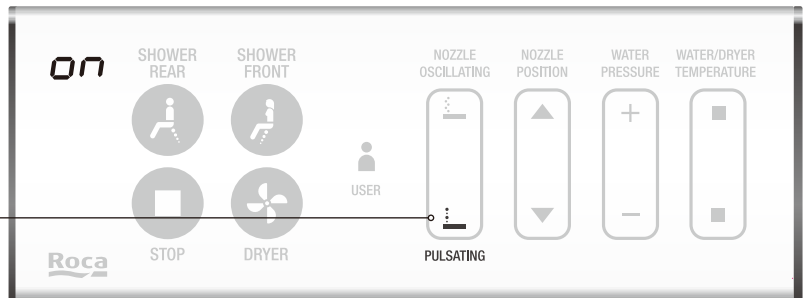 on
SHOWER
REAR
SHOWER
FRONT
NOZZLE
OSCILLATING
NOZZLE
POSITION
WATER
PRESSURE
WATER/DRYER
TEMPERATURE
USER
STOP
DRYER
PULSATING
Roca